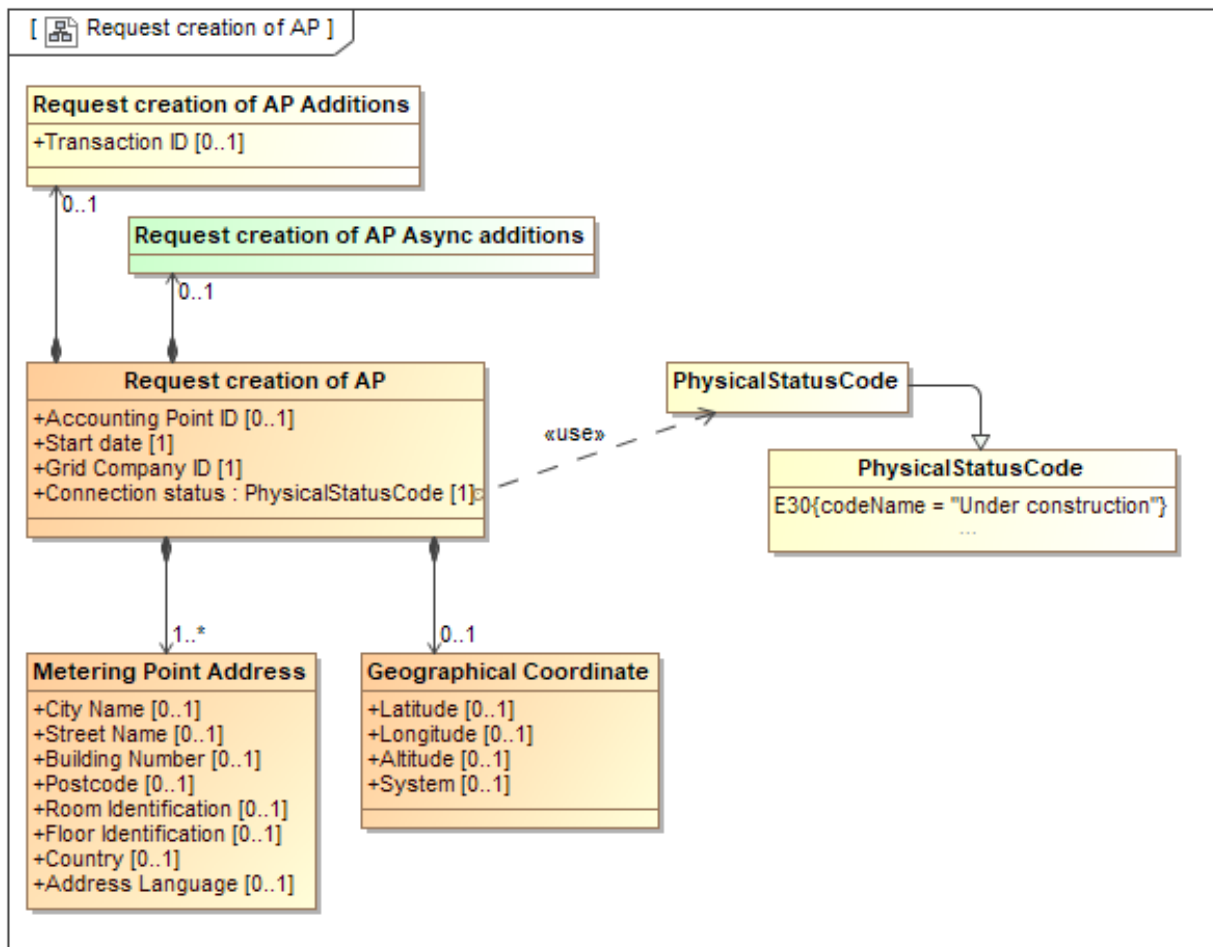 [ Request creation of AP ]
Request creation of AP Additions
+Transaction ID [0..1]
0..1
Request creation of AP Async additions
0..1
Request creation of AP
+Accounting Point ID [0..1]
+Start date [1]
+Grid Company ID [1]
+Connection status : PhysicalStatusCode [1]
«use»
PhysicalStatusCode
PhysicalStatusCode
E30{codeName = "Under construction"}
...
1..*
0..1
Metering Point Address
+City Name [0..1]
+Street Name [0..1]
+Building Number [0..1]
+Postcode [0..1]
+Room Identification [0..1]
+Floor Identification [0..1]
+Country [0..1]
+Address Language [0..1]
Geographical Coordinate
+Latitude [0..1]
+Longitude [0..1]
+Altitude [0..1]
+System [0..1]